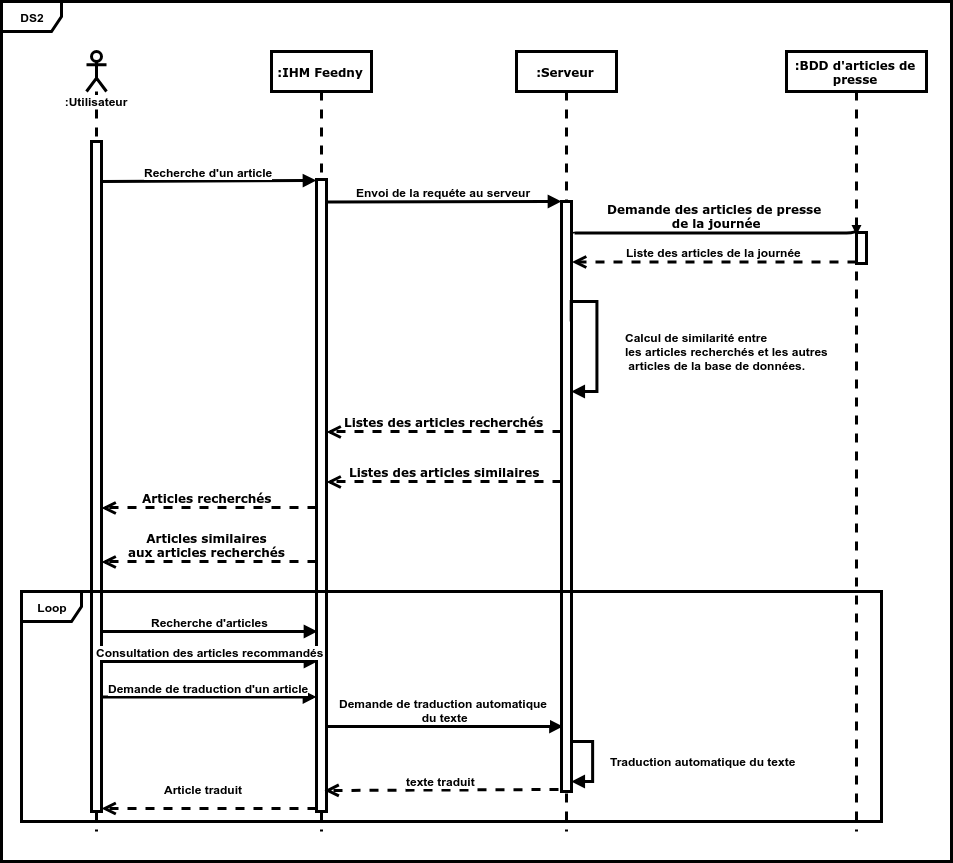 DS2
:Utilisateur
:IHM Feedny
:Serveur
:BDD d'articles de
presse
Recherche d'un article
Envoi de la requéte au serveur
Demande des articles de presse
de la journée
Liste des articles de la journée
Calcul de similarité entre
les articles recherchés et les autres
articles de la base de données.
Listes des articles recherchés
Listes des articles similaires
Articles recherchés
Articles similaires
aux articles recherchés
Loop
Recherche d'articles
Consultation des articles recommandés
Demande de traduction d'un article
Demande de traduction automatique
du texte
Traduction automatique du texte
texte traduit
Article traduit